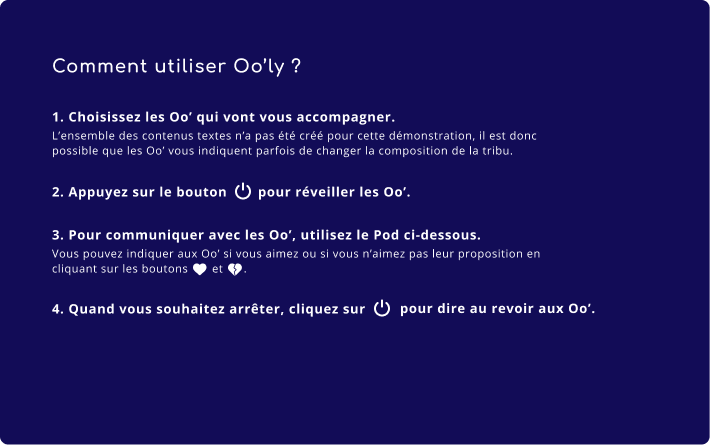 Comment utiliser Oo’ly ?
1. Choisissez les Oo’ qui vont vous accompagner.
L’ensemble des contenus textes n’a pas été créé pour cette démonstration, il est donc
possible que les Oo’ vous indiquent parfois de changer la composition de la tribu.
2. Appuyez sur le bouton pour réveiller les Oo’.
3. Pour communiquer avec les Oo’, utilisez le Pod ci-dessous.
Vous pouvez indiquer aux Oo’ si vous aimez ou si vous n’aimez pas leur proposition en
cliquant sur les boutons et .
4. Quand vous souhaitez arrêter, cliquez sur pour dire au revoir aux Oo’.